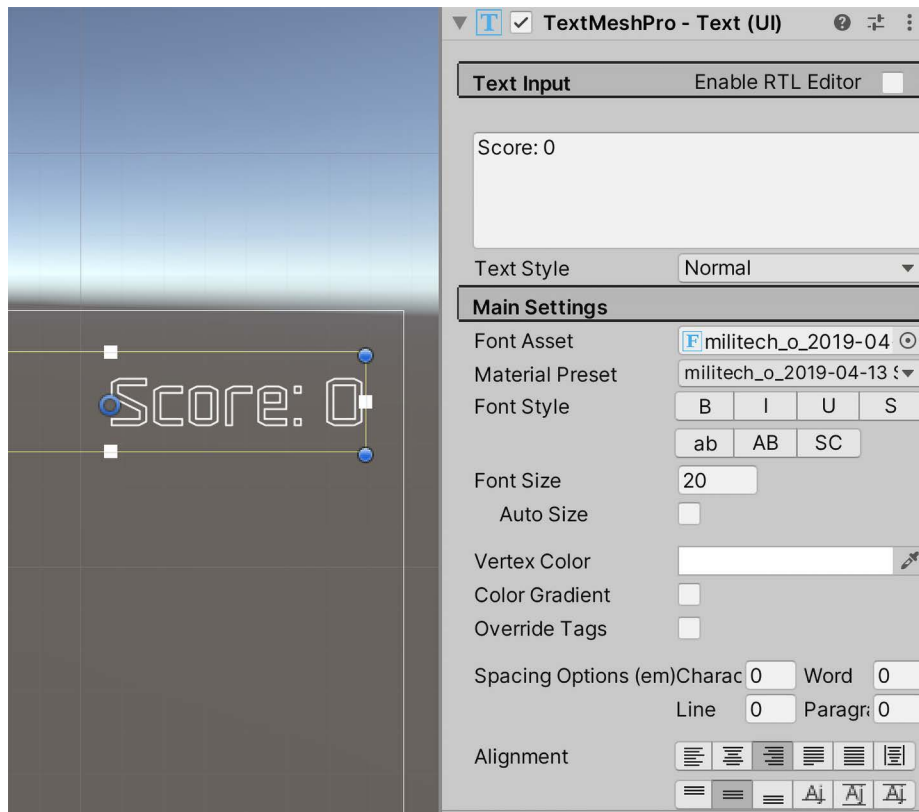 Score: 0
TextMeshPro - Text (UI)
Text Input Enable RTL Editor
Score: 0
Text Style Normal
Main Settings
Font Asset F militech_o_2019-04
Material Preset militech_o_2019-04-13 S
Font Style B I U S
ab AB SC
Font Size 20
Auto Size
Vertex Color
Color Gradient
Override Tags
Spacing Options (em) Charac 0 Word 0
Line 0 Paragra 0
Alignment